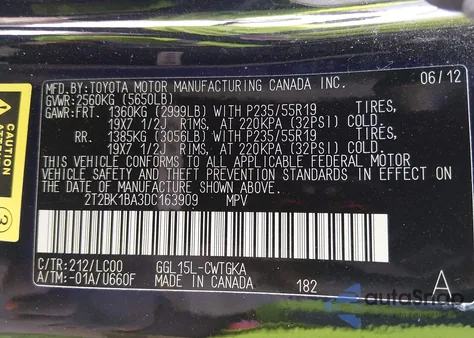 MFD.BY:TOYOTA MOTOR MANUFACTURING CANADA INC. 06/12
GVWR:2560KG (5650LB)
GAWR:FRT. 1360KG (2999LB) WITH P235/55R19 TIRES,
19X7 1/2J RIMS, AT 220KPA (32PSI) COLD.
RR. 1385KG (3056LB) WITH P235/55R19 TIRES,
19X7 1/2J RIMS, AT 220KPA (32PSI) COLD.
THIS VEHICLE CONFORMS TO ALL APPLICABLE FEDERAL MOTOR
VEHICLE SAFETY AND THEFT PREVENTION STANDARDS IN EFFECT ON
THE DATE OF MANUFACTURE SHOWN ABOVE.
2T2BK1BA3DC163909 MPV
C/TR:212/LC00 GGL15L-CWTGKA
A/TM:-01A/U660F MADE IN CANADA 182 A
CAUTION
3
autoSnap